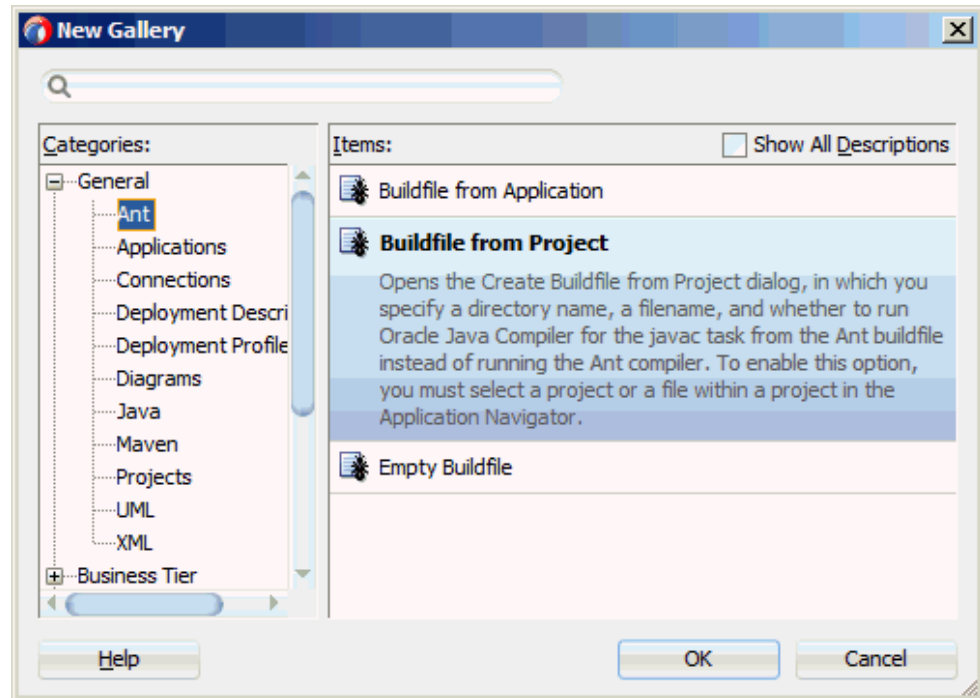 New Gallery
Categories:
General
Ant
Applications
Connections
Deployment Descri
Deployment Profile
Diagrams
Java
Maven
Projects
UML
XML
Business Tier
Items:
Show All Descriptions
Buildfile from Application
Buildfile from Project
Opens the Create Buildfile from Project dialog, in which you
specify a directory name, a filename, and whether to run
Oracle Java Compiler for the javac task from the Ant buildfile
instead of running the Ant compiler. To enable this option,
you must select a project or a file within a project in the
Application Navigator.
Empty Buildfile
Help
OK
Cancel